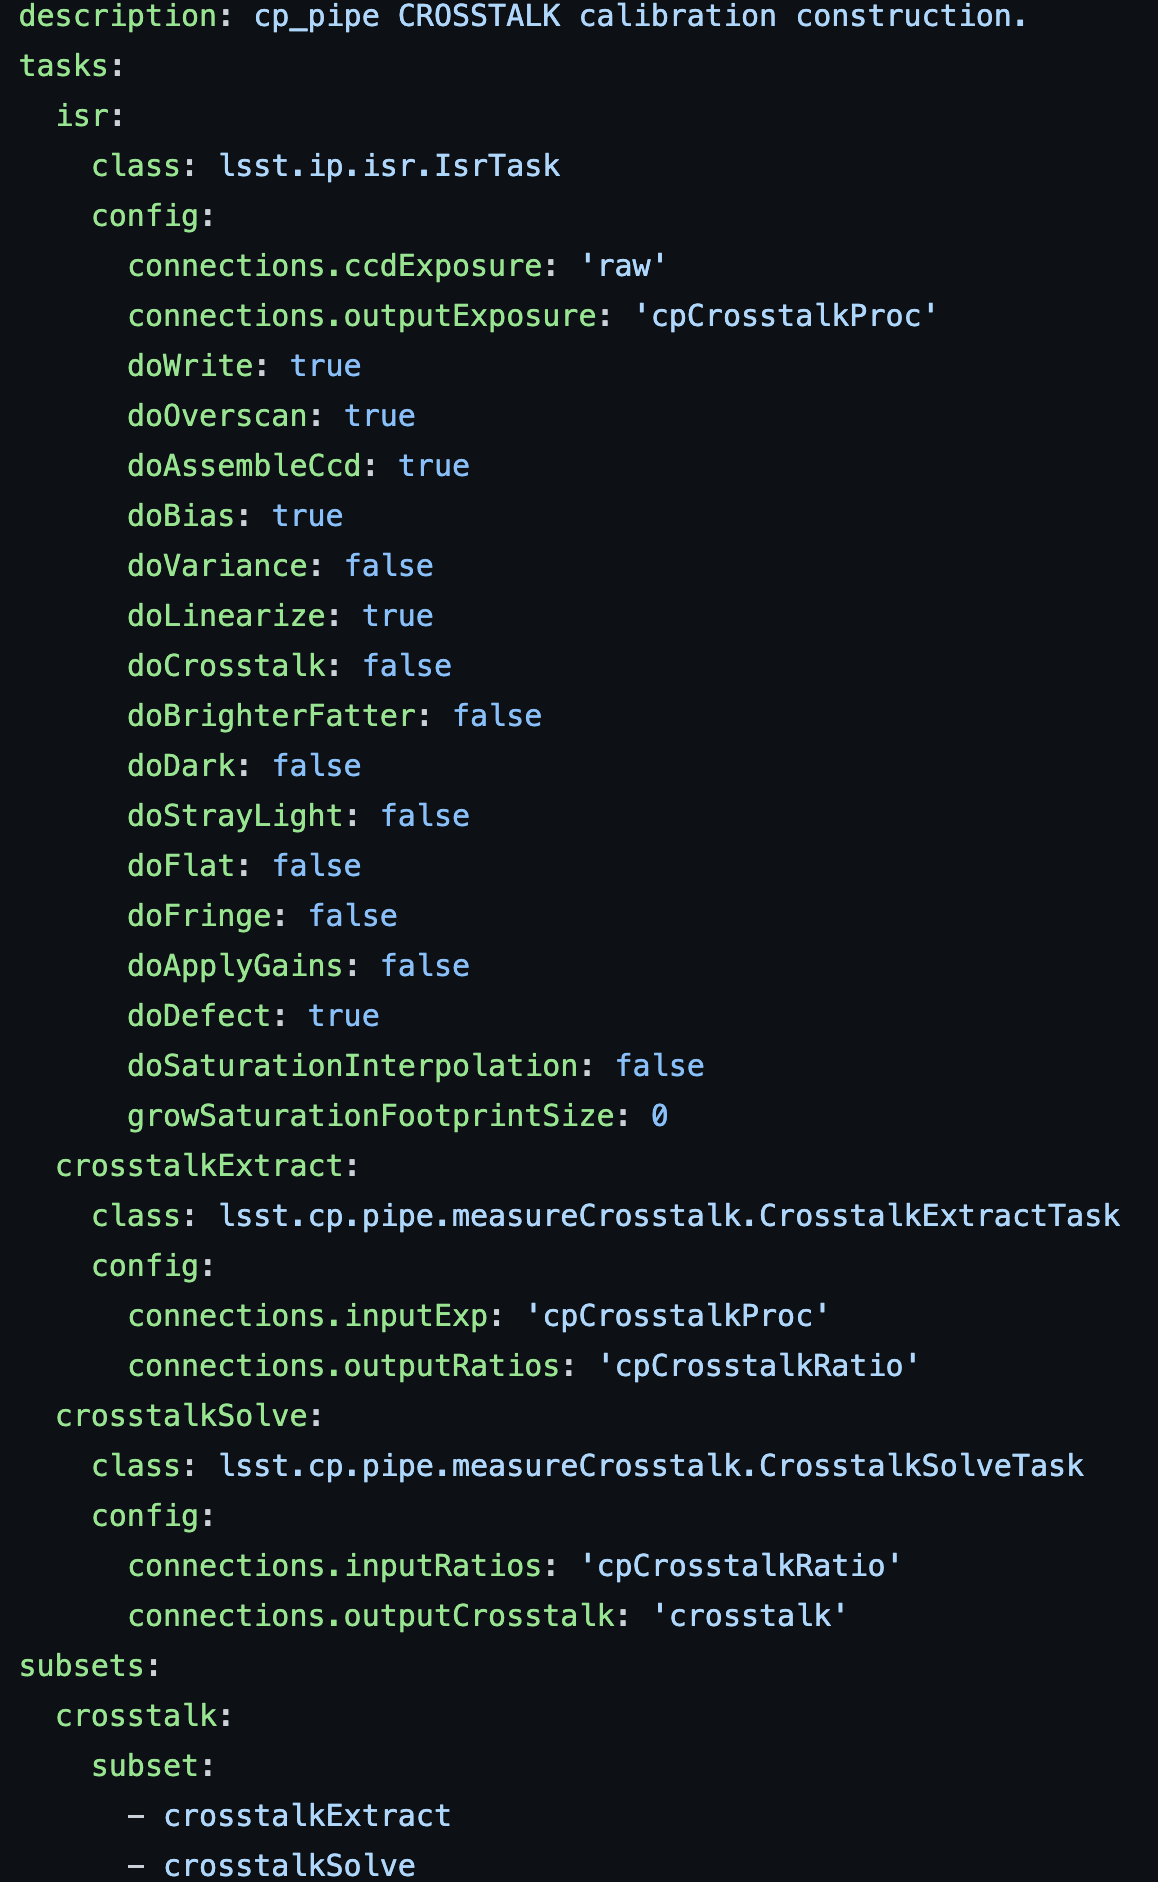 description: cp_pipe CROSSTALK calibration construction.
tasks:
  isr:
    class: lsst.ip.isr.IsrTask
    config:
      connections.ccdExposure: 'raw'
      connections.outputExposure: 'cpCrosstalkProc'
      doWrite: true
      doOverscan: true
      doAssembleCcd: true
      doBias: true
      doVariance: false
      doLinearize: true
      doCrosstalk: false
      doBrighterFatter: false
      doDark: false
      doStrayLight: false
      doFlat: false
      doFringe: false
      doApplyGains: false
      doDefect: true
      doSaturationInterpolation: false
      growSaturationFootprintSize: 0
  crosstalkExtract:
    class: lsst.cp.pipe.measureCrosstalk.CrosstalkExtractTask
    config:
      connections.inputExp: 'cpCrosstalkProc'
      connections.outputRatios: 'cpCrosstalkRatio'
  crosstalkSolve:
    class: lsst.cp.pipe.measureCrosstalk.CrosstalkSolveTask
    config:
      connections.inputRatios: 'cpCrosstalkRatio'
      connections.outputCrosstalk: 'crosstalk'
subsets:
  crosstalk:
    subset:
      - crosstalkExtract
      - crosstalkSolve